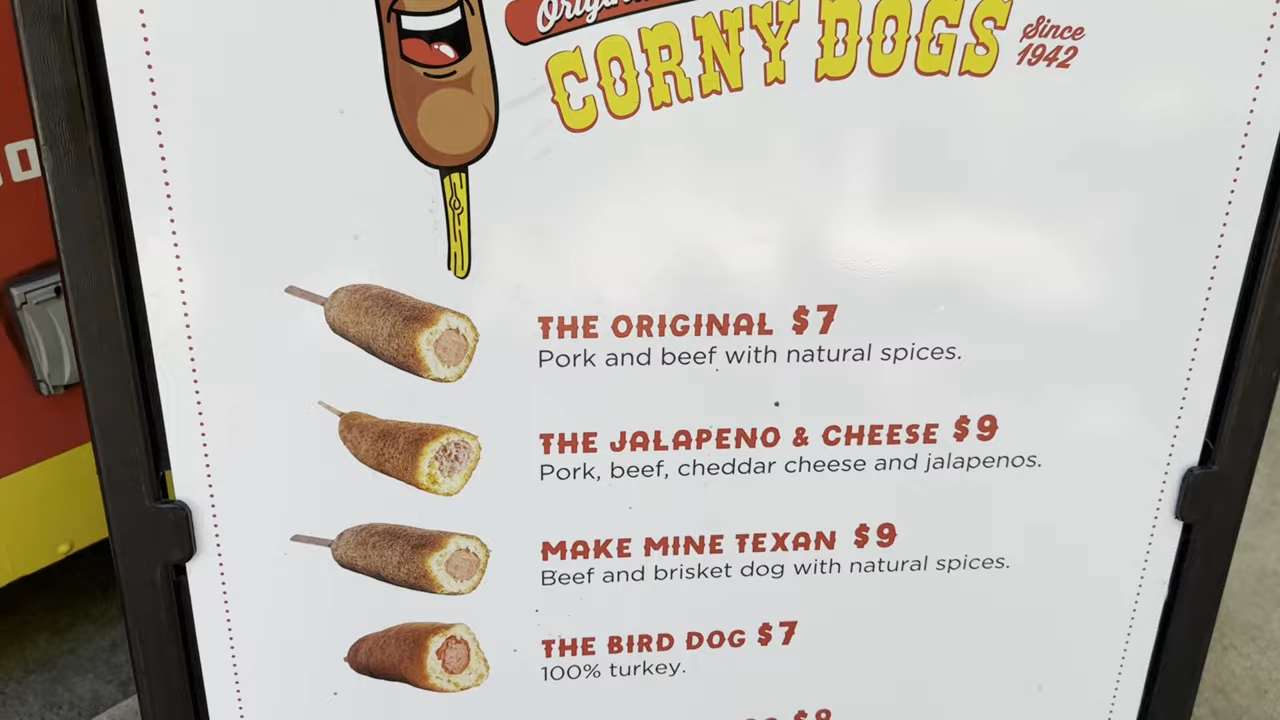 CORNY DOGS
Since
1942
THE ORIGINAL $7
Pork and beef with natural spices.
THE JALAPENO & CHEESE $9
Pork, beef, cheddar cheese and jalapenos.
MAKE MINE TEXAN $9
Beef and brisket dog with natural spices.
THE BIRD DOG $7
100% turkey.